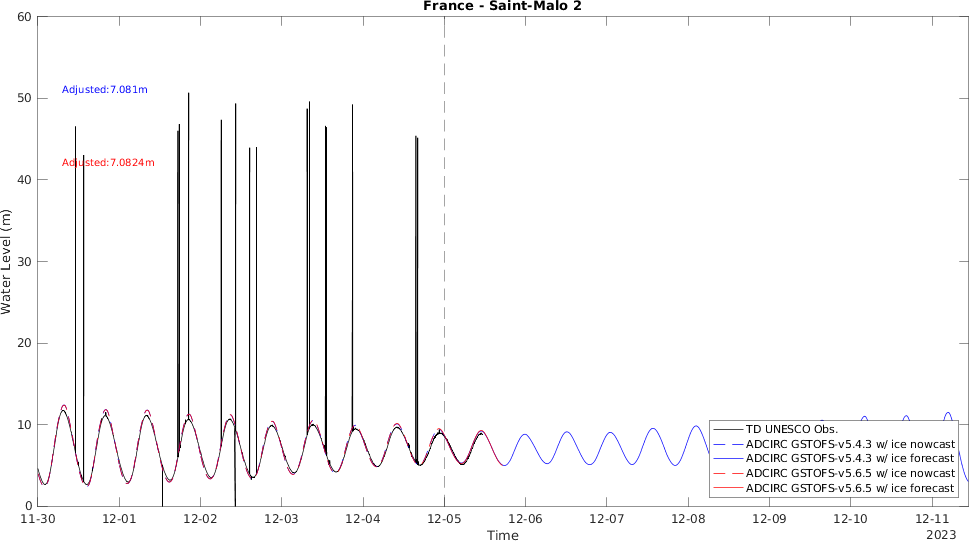 France - Saint-Malo 2
60
50
40
30
20
10
0
Water Level (m)
Adjusted:7.081m
Adjusted:7.0824m
TD UNESCO Obs.
ADCIRC GSTOFS-v5.4.3 w/ ice nowcast
ADCIRC GSTOFS-v5.4.3 w/ ice forecast
ADCIRC GSTOFS-v5.6.5 w/ ice nowcast
ADCIRC GSTOFS-v5.6.5 w/ ice forecast
11-30 12-01 12-02 12-03 12-04 12-05 12-06 12-07 12-08 12-09 12-10 12-11
Time
2023